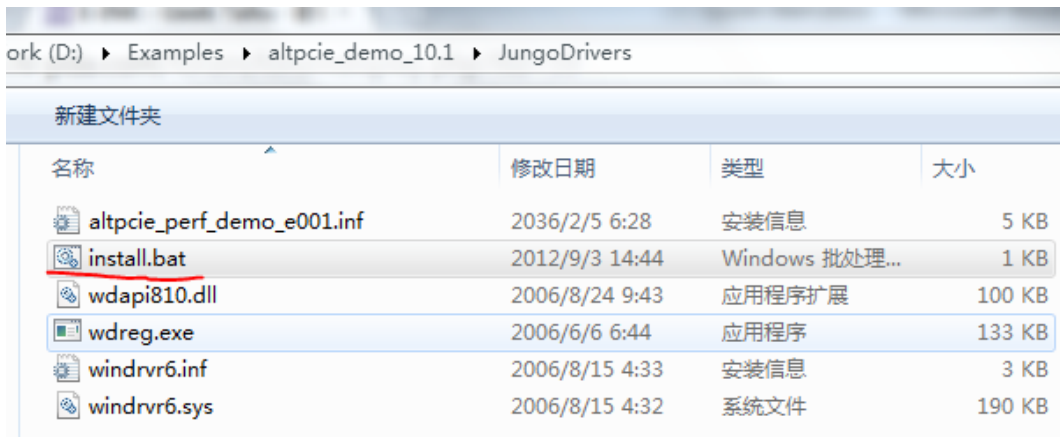 ork (D:) ▸ Examples ▸ altpcie_demo_10.1 ▸ JungoDrivers
新建文件夹
名称 修改日期 类型 大小
altpcie_perf_demo_e001.inf 2036/2/5 6:28 安装信息 5 KB
install.bat 2012/9/3 14:44 Windows 批处理... 1 KB
wdapi810.dll 2006/8/24 9:43 应用程序扩展 100 KB
wdreg.exe 2006/6/6 6:44 应用程序 133 KB
windrvr6.inf 2006/8/15 4:33 安装信息 3 KB
windrvr6.sys 2006/8/15 4:32 系统文件 190 KB